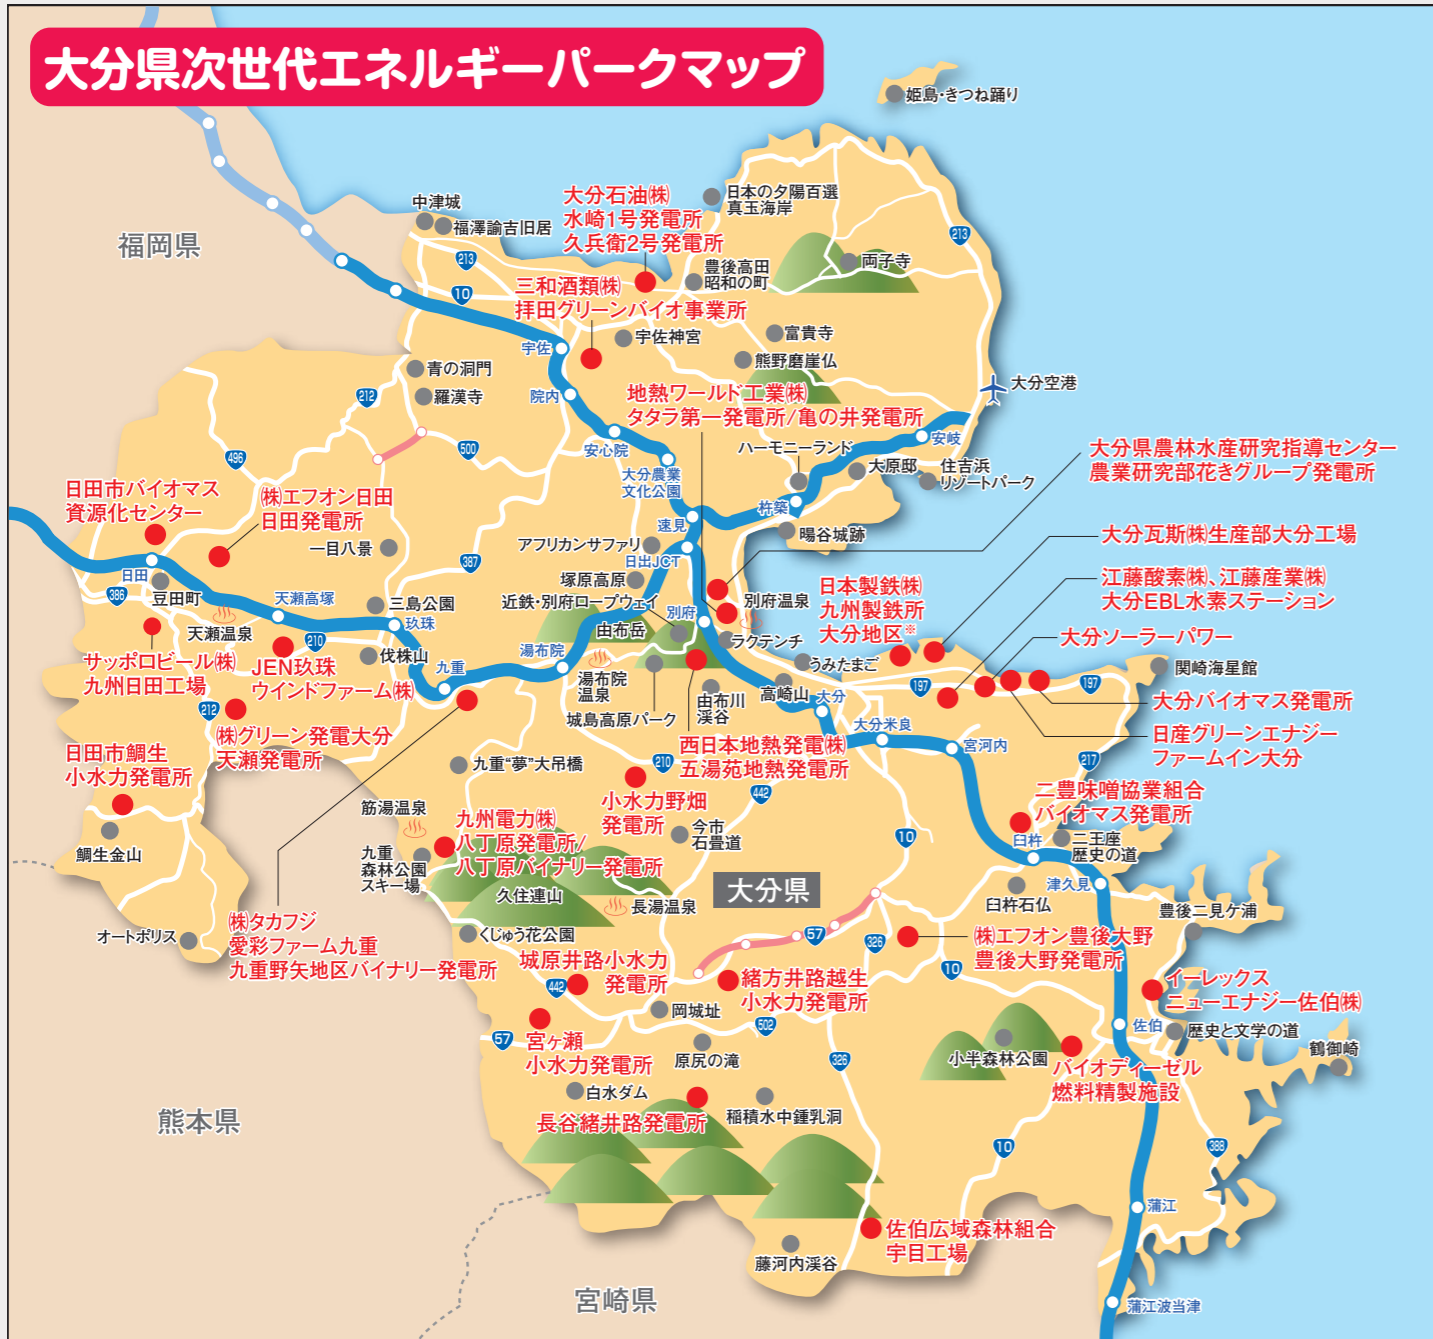 大分県次世代エネルギーパークマップ
姫島・きつね踊り
福岡県
中津城
福澤諭吉旧居
大分石油㈱
水崎1号発電所
久兵衛2号発電所
日本の夕陽百選
真玉海岸
213
213
10
豊後高田
昭和の町
両子寺
三和酒類㈱
拝田グリーンバイオ事業所
宇佐神宮
富貴寺
宇佐
熊野磨崖仏
青の洞門
羅漢寺
212
院内
地熱ワールド工業㈱
タタラ第一発電所/亀の井発電所
大分空港
安心院
500
496
大分農業
文化公園
ハーモニーランド
安岐
大原邸
住吉浜
リゾートパーク
大分県農林水産研究指導センター
農業研究部花きグループ発電所
日田市バイオマス
資源化センター
㈱エフオン日田
日田発電所
杵築
速見
暘谷城跡
大分瓦斯㈱生産部大分工場
一目八景
アフリカンサファリ
日出JCT
387
日田
386
豆田町
天瀬高塚
塚原高原
三島公園
近鉄・別府ロープウェイ
別府
別府温泉
日本製鉄㈱
九州製鉄所
大分地区※
江藤酸素㈱、江藤産業㈱
大分EBL水素ステーション
天瀬温泉
210
玖珠
由布岳
ラクテンチ
大分ソーラーパワー
サッポロビール㈱
九州日田工場
JEN玖珠
ウインドファーム㈱
伐株山
九重
湯布院
湯布院
温泉
うみたまご
関崎海星館
197
197
高崎山
大分
由布川
渓谷
城島高原パーク
大分バイオマス発電所
212
㈱グリーン発電大分
天瀬発電所
西日本地熱発電㈱
五湯苑地熱発電所
大分米良
宮河内
日産グリーンエナジー
ファームイン大分
日田市鯛生
小水力発電所
九重“夢”大吊橋
210
217
442
小水力野畑
発電所
二豊味噌協業組合
バイオマス発電所
鯛生金山
筋湯温泉
九州電力㈱
八丁原発電所/
八丁原バイナリー発電所
今市
石畳道
10
臼杵
二王座
歴史の道
九重
森林公園
スキー場
久住連山
大分県
津久見
臼杵石仏
長湯温泉
豊後二見ケ浦
㈱タカフジ
愛彩ファーム九重
九重野矢地区バイナリー発電所
オートポリス
くじゅう花公園
57
326
㈱エフオン豊後大野
豊後大野発電所
城原井路小水力
発電所
442
緒方井路越生
小水力発電所
10
イーレックス
ニューエナジー佐伯㈱
岡城址
502
佐伯
歴史と文学の道
57
宮ヶ瀬
小水力発電所
原尻の滝
326
小半森林公園
鶴御崎
バイオディーゼル
燃料精製施設
白水ダム
長谷緒井路発電所
稲積水中鍾乳洞
熊本県
10
388
蒲江
佐伯広域森林組合
宇目工場
藤河内渓谷
宮崎県
蒲江波当津